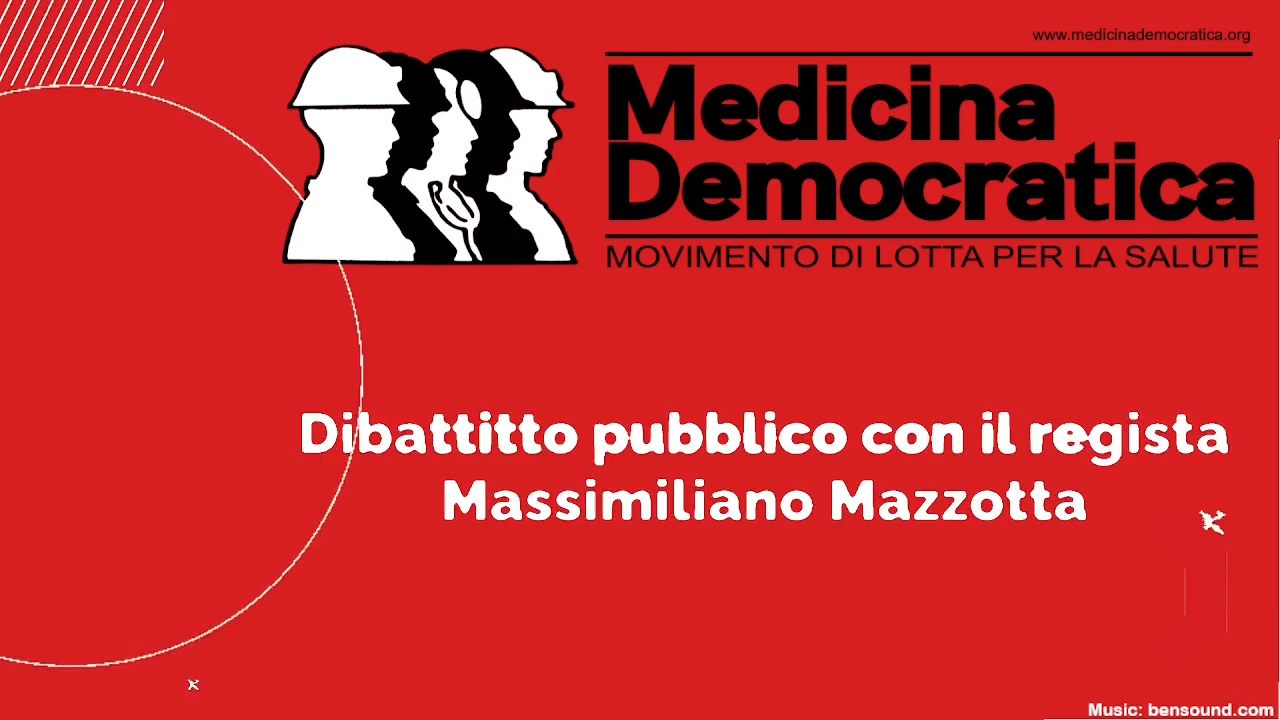 www.medicinademocratica.org
Medicina
Democratica
MOVIMENTO DI LOTTA PER LA SALUTE
Dibattitto pubblico con il regista
Massimiliano Mazzotta
Music: bensound.com